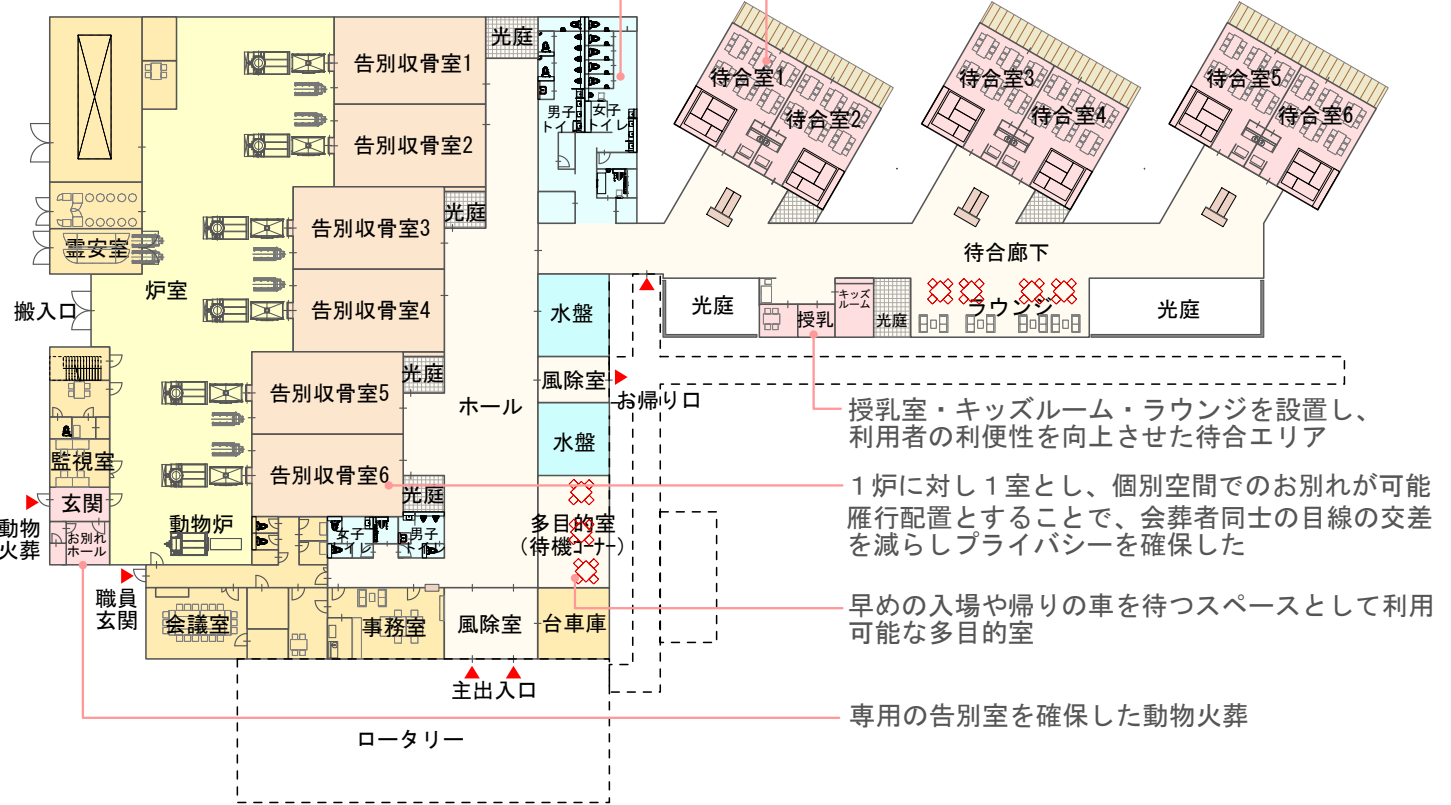 光庭
告別収骨室1
告別収骨室2
男子
トイレ
女子
トイレ
待合室1
待合室2
待合室3
待合室4
待合室5
待合室6
告別収骨室3
光庭
霊安室
炉室
告別収骨室4
搬入口
待合廊下
水盤
光庭
授乳
キッズ
ルーム
光庭
ラウンジ
光庭
告別収骨室5
光庭
ホール
風除室
お帰り口
水盤
監視室
告別収骨室6
光庭
玄関
動物
火葬
お別れ
ホール
動物炉
女子
トイレ
男子
トイレ
多目的室
(待機コーナー)
職員
玄関
会議室
事務室
風除室
台車庫
主出入口
ロータリー
授乳室・キッズルーム・ラウンジを設置し、
利用者の利便性を向上させた待合エリア
1炉に対し1室とし、個別空間でのお別れが可能
雁行配置とすることで、会葬者同士の目線の交差
を減らしプライバシーを確保した
早めの入場や帰りの車を待つスペースとして利用
可能な多目的室
専用の告別室を確保した動物火葬